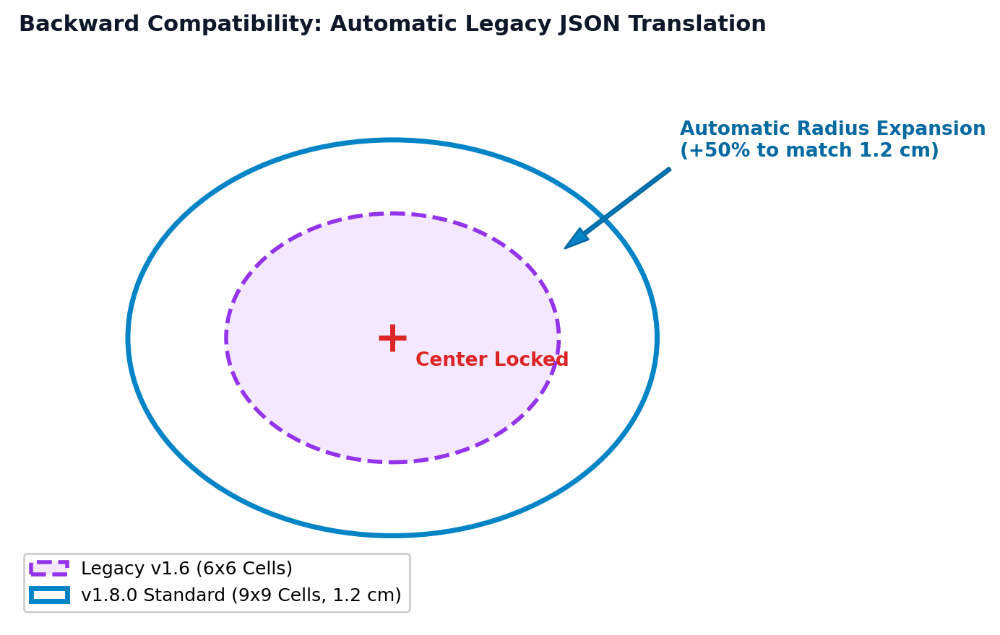 Backward Compatibility: Automatic Legacy JSON Translation
Automatic Radius Expansion
(+50% to match 1.2 cm)
Center Locked
Legacy v1.6 (6x6 Cells)
v1.8.0 Standard (9x9 Cells, 1.2 cm)